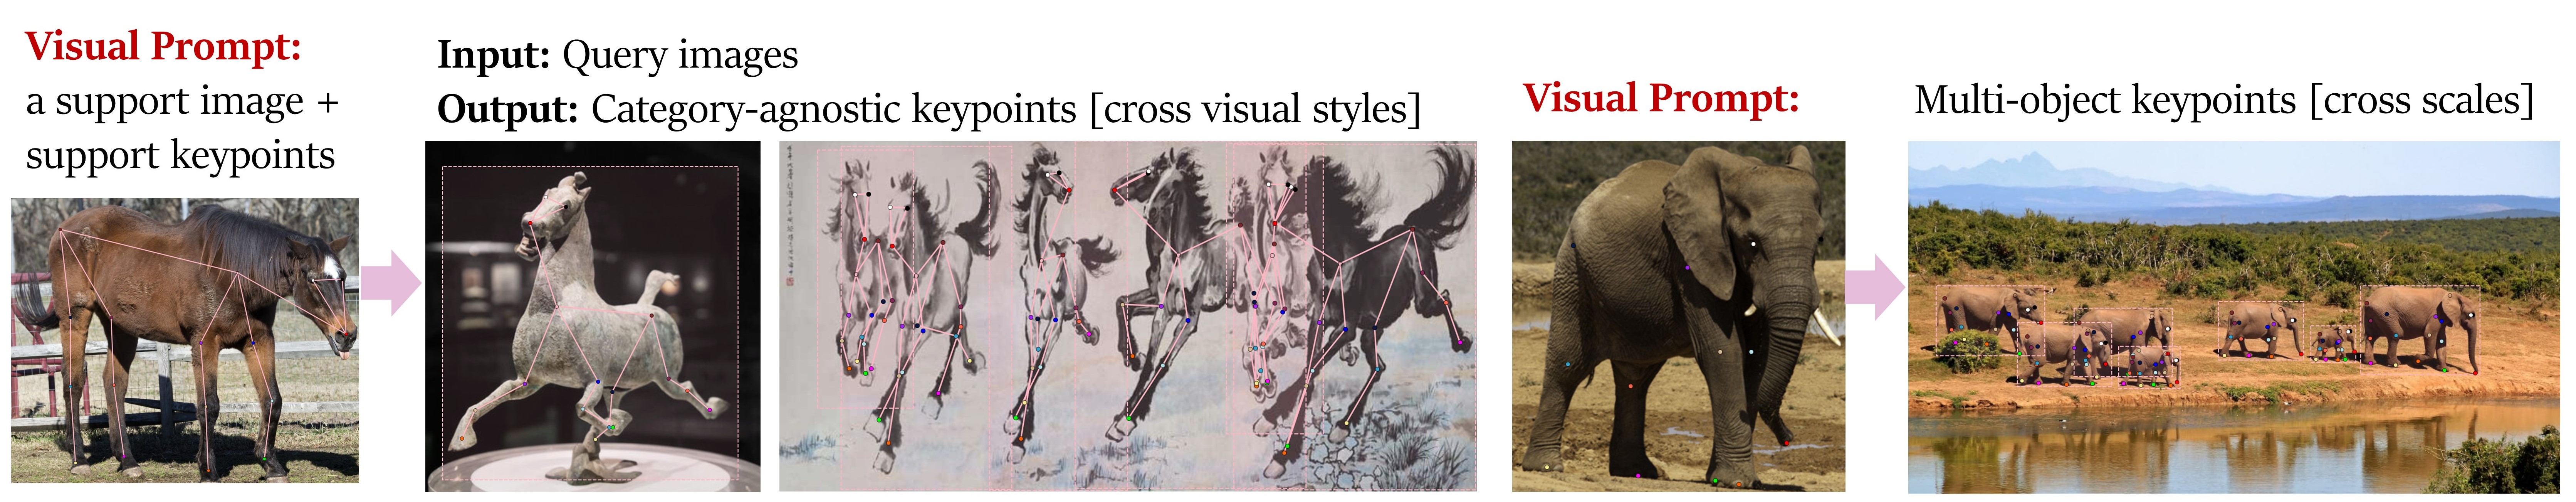 Visual Prompt:
a support image +
support keypoints
Input: Query images
Output: Category-agnostic keypoints [cross visual styles]
Visual Prompt:
Multi-object keypoints [cross scales]